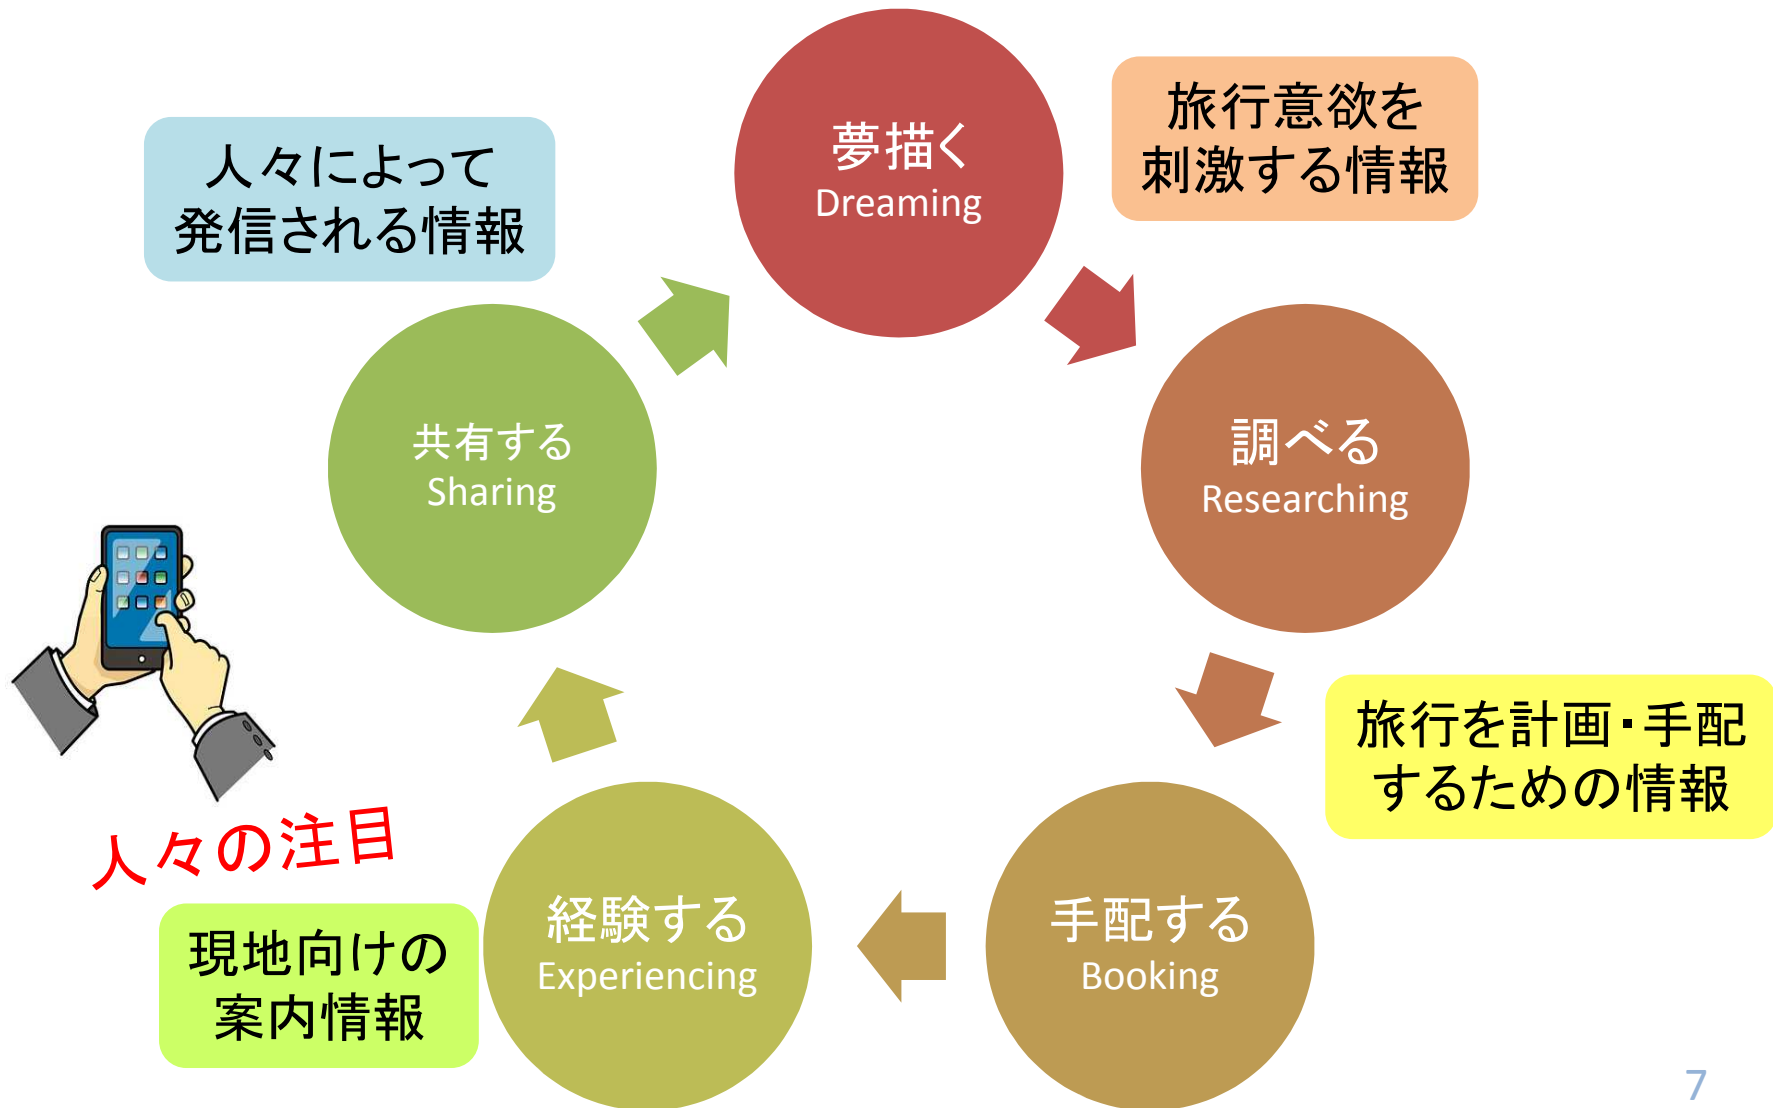 夢描く
Dreaming
旅行意欲を
刺激する情報
人々によって
発信される情報
共有する
Sharing
調べる
Researching
旅行を計画・手配
するための情報
人々の注目
現地向けの
案内情報
経験する
Experiencing
手配する
Booking
7